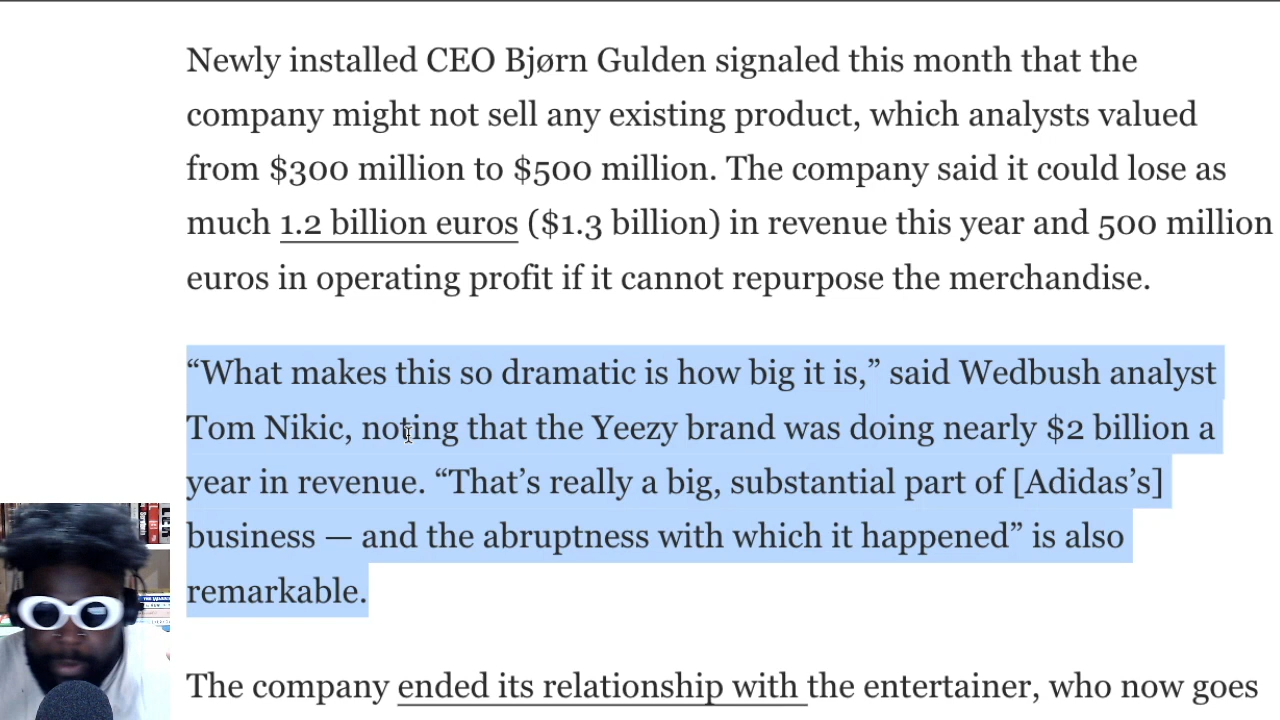 Newly installed CEO Bjørn Gulden signaled this month that the
company might not sell any existing product, which analysts valued
from $300 million to $500 million. The company said it could lose as
much 1.2 billion euros ($1.3 billion) in revenue this year and 500 million
euros in operating profit if it cannot repurpose the merchandise.
“What makes this so dramatic is how big it is,” said Wedbush analyst
Tom Nikic, noting that the Yeezy brand was doing nearly $2 billion a
year in revenue. “That’s really a big, substantial part of [Adidas’s]
business — and the abruptness with which it happened” is also
remarkable.
The company ended its relationship with the entertainer, who now goes